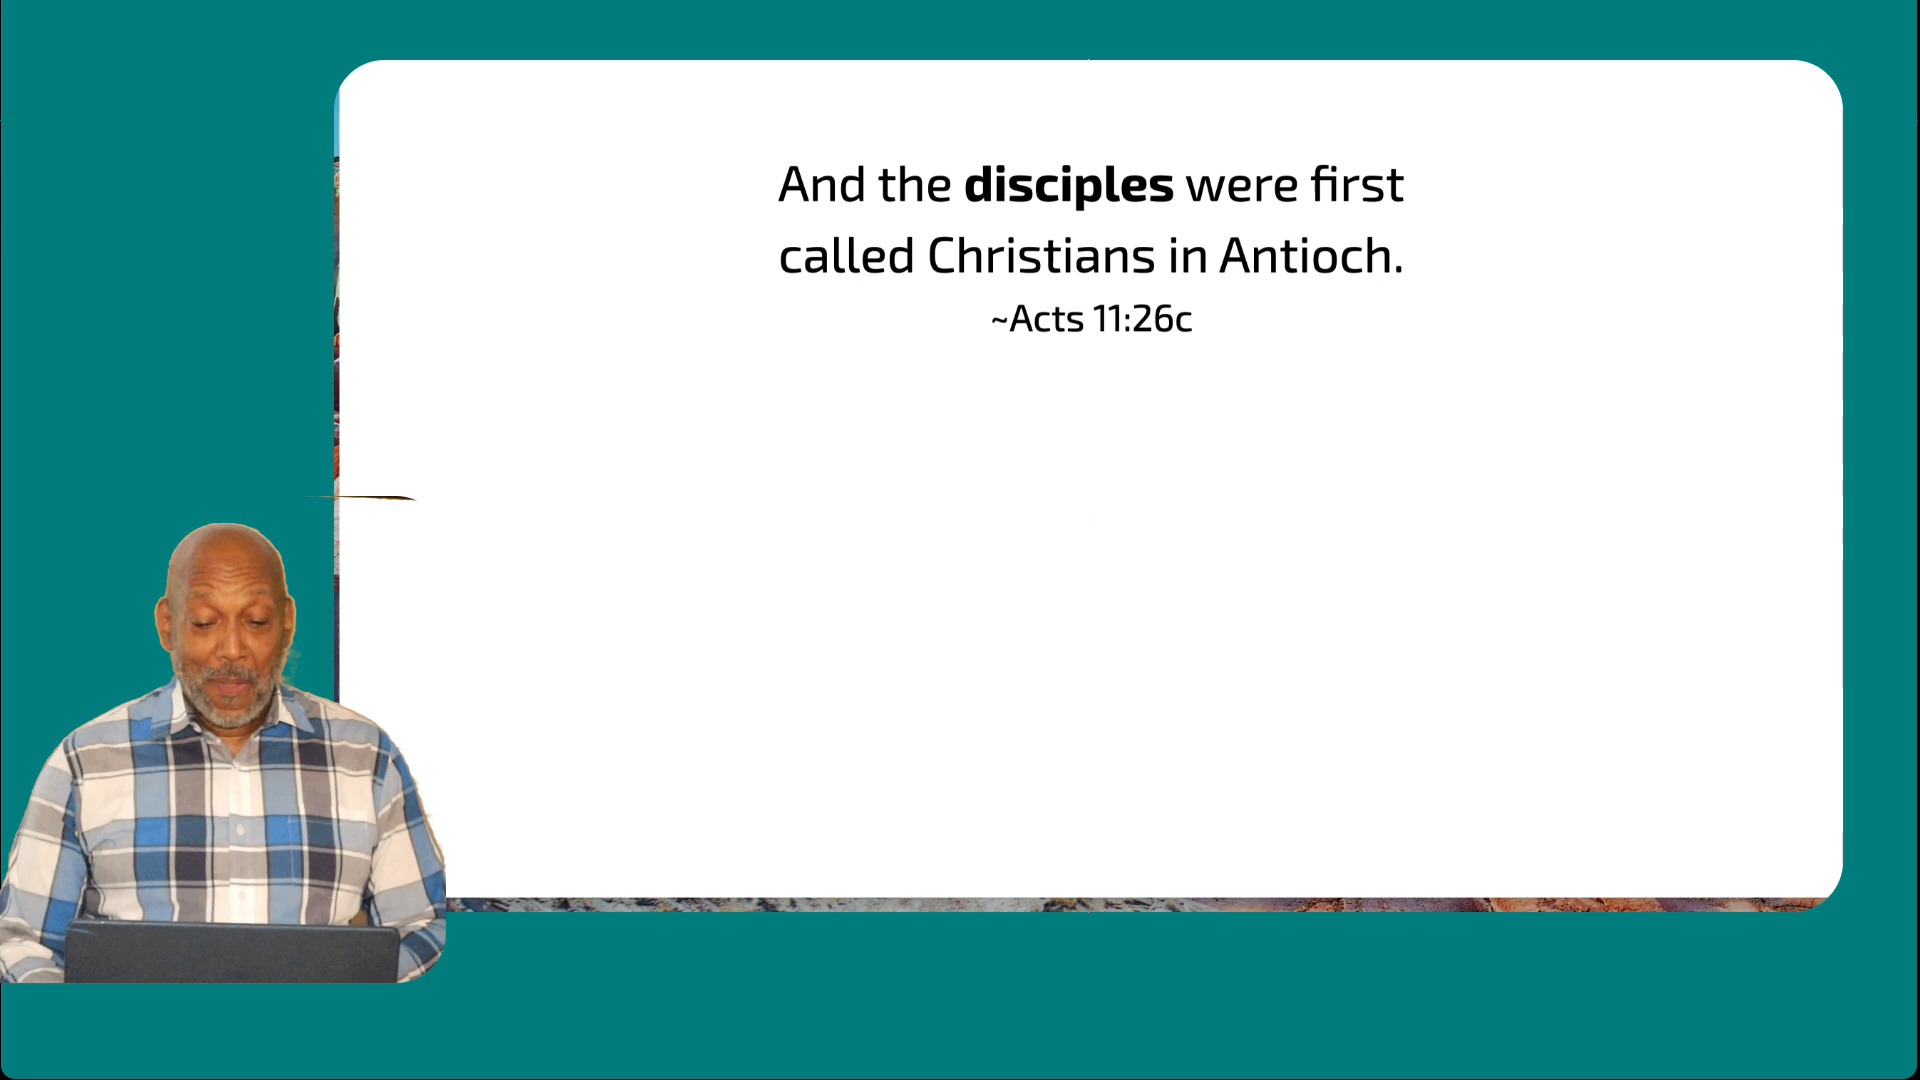 And the disciples were first
called Christians in Antioch.
~Acts 11:26c